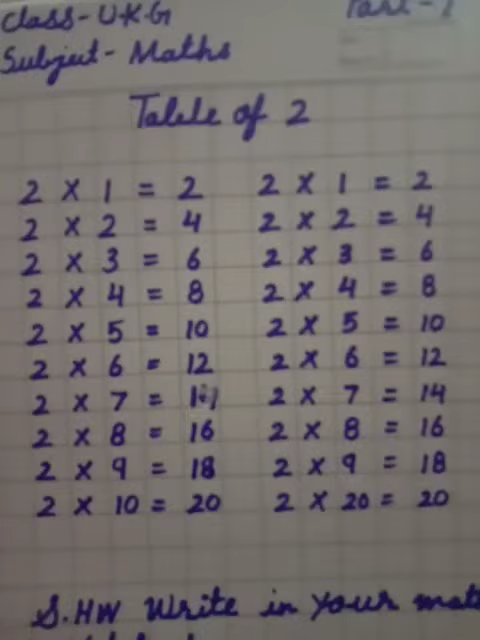 Class-U.K.G Part-
Subject- Maths
Table of 2
2 X 1 = 2 2 X 1 = 2
2 X 2 = 4 2 X 2 = 4
2 X 3 = 6 2 X 3 = 6
2 X 4 = 8 2 X 4 = 8
2 X 5 = 10 2 X 5 = 10
2 X 6 = 12 2 X 6 = 12
2 X 7 = 2 X 7 = 14
2 X 8 = 16 2 X 8 = 16
2 X 9 = 18 2 X 9 = 18
2 X 10 = 20 2 X 20 = 20
S.HW Write in your